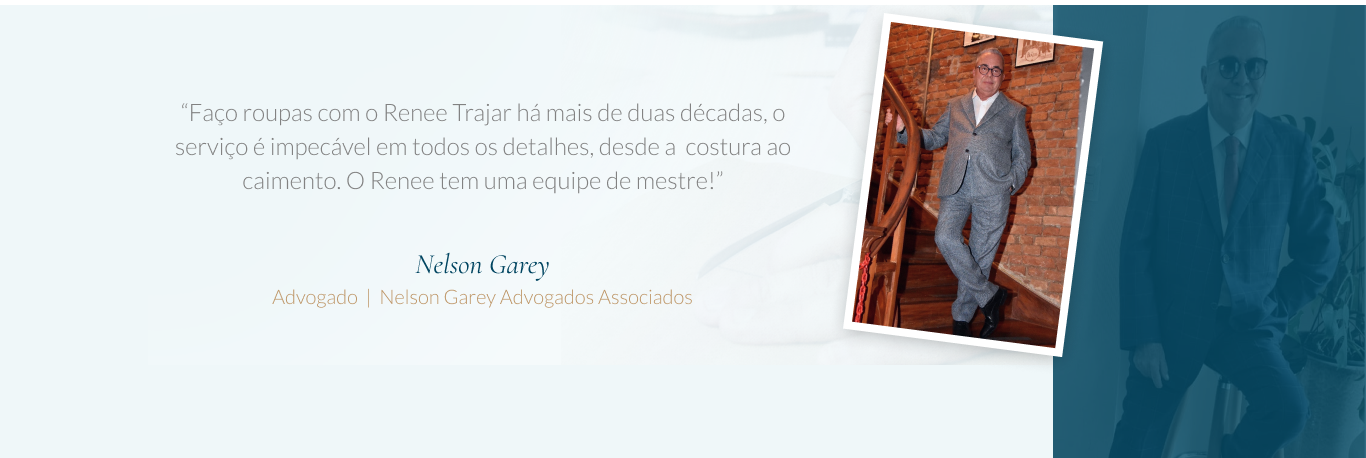 “Faço roupas com o Renee Trajar há mais de duas décadas, o
serviço é impecável em todos os detalhes, desde a costura ao
caimento. O Renee tem uma equipe de mestre!”
Nelson Garey
Advogado | Nelson Garey Advogados Associados